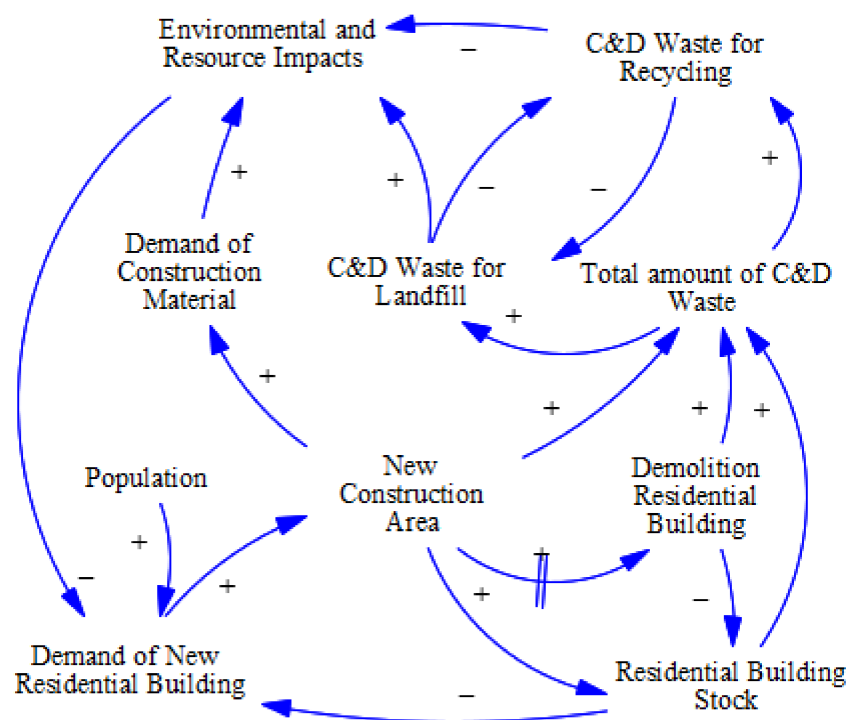 Environmental and
Resource Impacts
–
C&D Waste for
Recycling
+
+
+
–
–
Demand of
Construction
Material
C&D Waste for
Landfill
Total amount of C&D
Waste
+
+
+
+
+
Population
New
Construction
Area
Demolition
Residential
Building
+
+
–
+
+
–
Demand of New
Residential Building
–
Residential Building
Stock